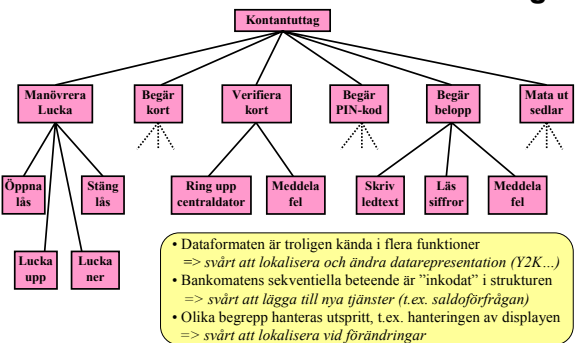 g
Kontantuttag
Manövrera
Lucka
Begär
kort
Verifiera
kort
Begär
PIN-kod
Begär
belopp
Mata ut
sedlar
Öppna
lås
Stäng
lås
Ring upp
centraldator
Meddela
fel
Skriv
ledtext
Läs
siffror
Meddela
fel
Lucka
upp
Lucka
ner
• Dataformaten är troligen kända i flera funktioner
=> svårt att lokalisera och ändra datarepresentation (Y2K…)
• Bankomatens sekventiella beteende är ”inkodat” i strukturen
=> svårt att lägga till nya tjänster (t.ex. saldoförfrågan)
• Olika begrepp hanteras utspritt, t.ex. hanteringen av displayen
=> svårt att lokalisera vid förändringar